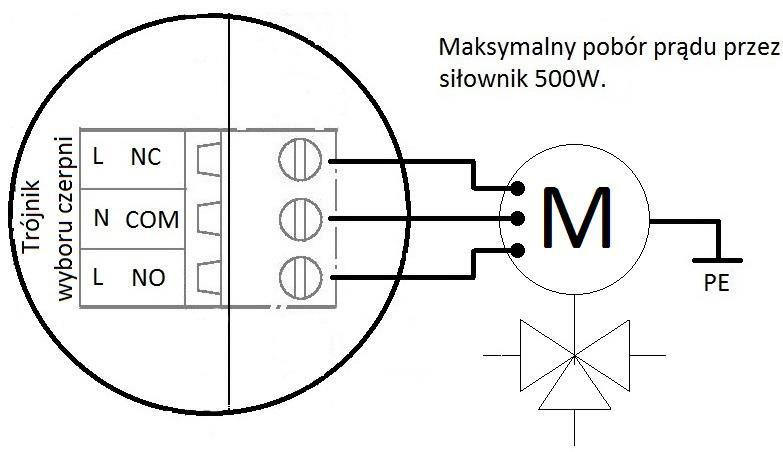 Maksymalny pobór prądu przez
siłownik 500W.
Trójnik
wyboru czerpni
L NC
N COM
L NO
M
PE